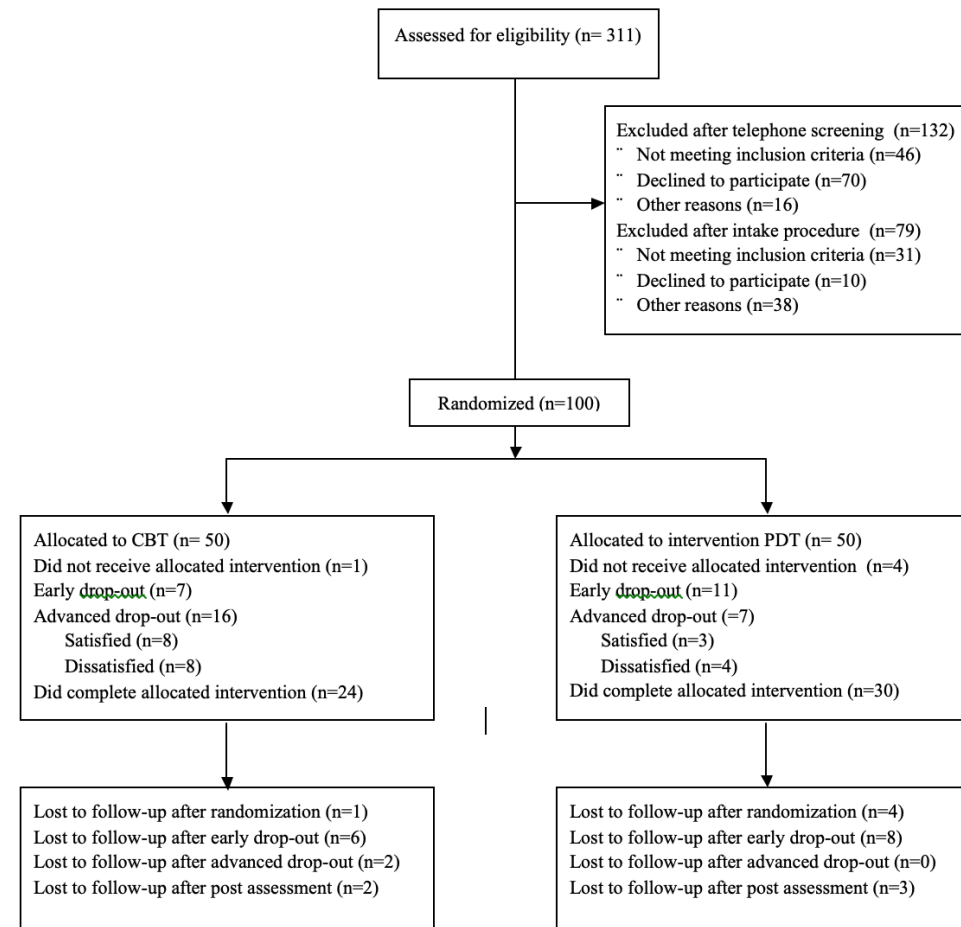 Assessed for eligibility (n= 311)
Excluded after telephone screening  (n=132)
¨ Not meeting inclusion criteria (n=46)
¨ Declined to participate (n=70)
¨ Other reasons (n=16)
Excluded after intake procedure  (n=79)
¨ Not meeting inclusion criteria (n=31)
¨ Declined to participate (n=10)
¨ Other reasons (n=38)
Randomized (n=100)
Allocated to CBT (n= 50)
Did not receive allocated intervention (n=1)
Early drop-out (n=7)
Advanced drop-out (n=16)
Satisfied (n=8)
Dissatisfied (n=8)
Did complete allocated intervention (n=24)
Allocated to intervention PDT (n= 50)
Did not receive allocated intervention  (n=4)
Early drop-out (n=11)
Advanced drop-out (=7)
Satisfied (n=3)
Dissatisfied (n=4)
Did complete allocated intervention (n=30)
Lost to follow-up after randomization (n=1)
Lost to follow-up after early drop-out (n=6)
Lost to follow-up after advanced drop-out (n=2)
Lost to follow-up after post assessment (n=2)
Lost to follow-up after randomization (n=4)
Lost to follow-up after early drop-out (n=8)
Lost to follow-up after advanced drop-out (n=0)
Lost to follow-up after post assessment (n=3)